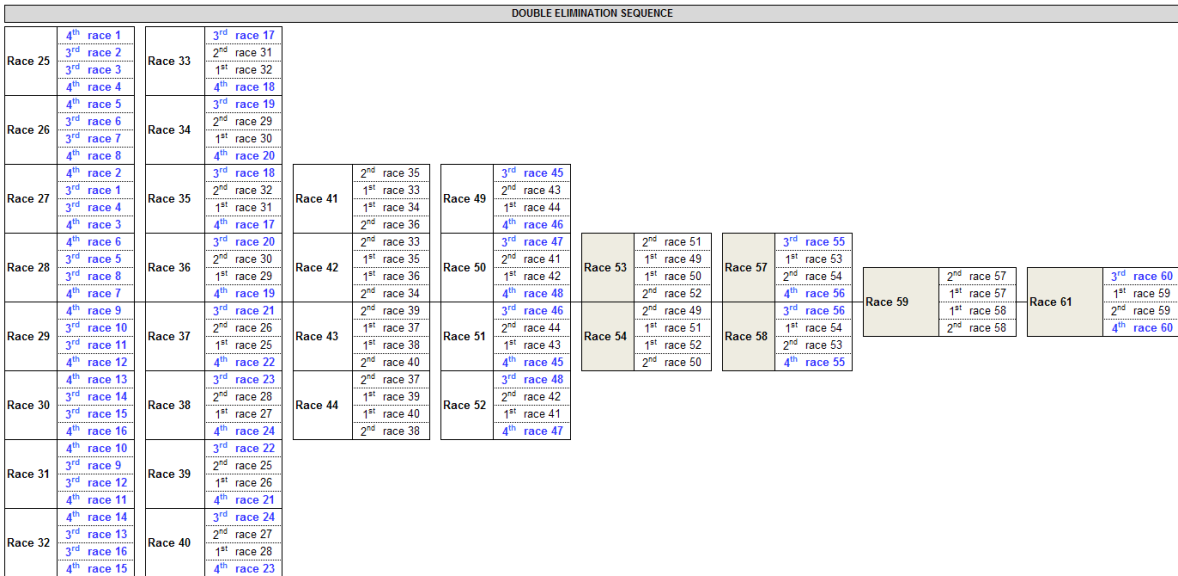 DOUBLE ELIMINATION SEQUENCE
Race 25
4th race 1
3rd race 2
3rd race 3
4th race 4
Race 26
4th race 5
3rd race 6
3rd race 7
4th race 8
Race 27
4th race 2
3rd race 1
3rd race 4
4th race 3
Race 28
4th race 6
3rd race 5
3rd race 8
4th race 7
Race 29
4th race 9
3rd race 10
3rd race 11
4th race 12
Race 30
4th race 13
3rd race 14
3rd race 15
4th race 16
Race 31
4th race 10
3rd race 9
3rd race 12
4th race 11
Race 32
4th race 14
3rd race 13
3rd race 16
4th race 15
Race 33
3rd race 17
2nd race 31
1st race 32
4th race 18
Race 34
3rd race 19
2nd race 29
1st race 30
4th race 20
Race 35
3rd race 18
2nd race 32
1st race 31
4th race 17
Race 36
3rd race 20
2nd race 30
1st race 29
4th race 19
Race 37
3rd race 21
2nd race 26
1st race 25
4th race 22
Race 38
3rd race 23
2nd race 28
1st race 27
4th race 24
Race 39
3rd race 22
2nd race 25
1st race 26
4th race 21
Race 40
3rd race 24
2nd race 27
1st race 28
4th race 23
Race 41
2nd race 35
1st race 33
1st race 34
2nd race 36
Race 42
2nd race 33
1st race 35
1st race 36
2nd race 34
Race 43
2nd race 39
1st race 37
1st race 38
2nd race 40
Race 44
2nd race 37
1st race 39
1st race 40
2nd race 38
Race 49
3rd race 45
2nd race 43
1st race 44
4th race 46
Race 50
3rd race 47
2nd race 41
1st race 42
4th race 48
Race 51
3rd race 46
2nd race 44
1st race 43
4th race 45
Race 52
3rd race 48
2nd race 42
1st race 41
4th race 47
Race 53
2nd race 51
1st race 49
1st race 50
2nd race 52
Race 54
2nd race 49
1st race 51
1st race 52
2nd race 50
Race 57
3rd race 55
1st race 53
2nd race 54
4th race 56
Race 58
3rd race 56
1st race 54
2nd race 53
4th race 55
Race 59
2nd race 57
1st race 57
1st race 58
2nd race 58
Race 61
3rd race 60
1st race 59
2nd race 59
4th race 60